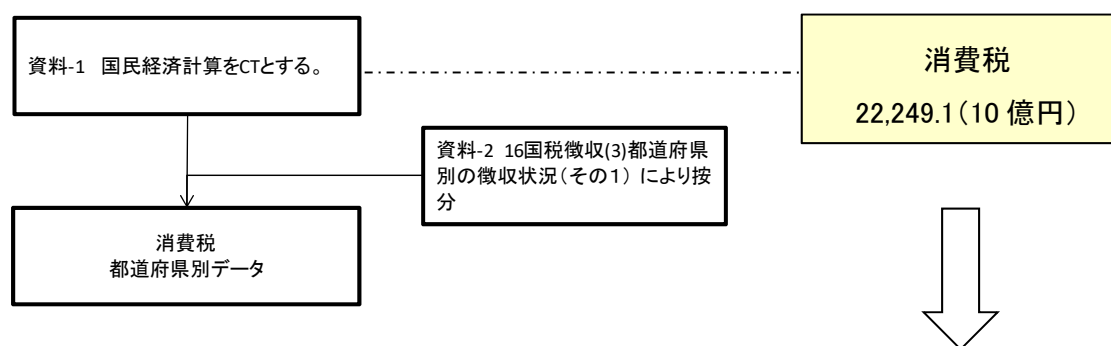 資料-1 国民経済計算をCTとする。
消費税
22,249.1(10 億円)
資料-2 16国税徴収(3)都道府県
別の徴収状況(その1) により按
分
消費税
都道府県別データ